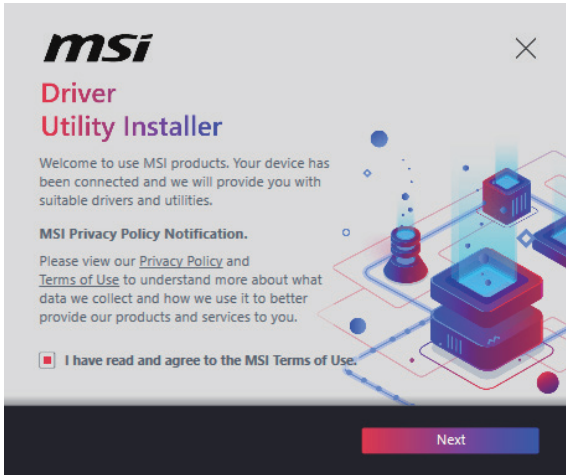 msi
Driver
Utility Installer
Welcome to use MSI products. Your device has
been connected and we will provide you with
suitable drivers and utilities.
MSI Privacy Policy Notification.
Please view our Privacy Policy and
Terms of Use to understand more about what
data we collect and how we use it to better
provide our products and services to you.
I have read and agree to the MSI Terms of Use.
Next